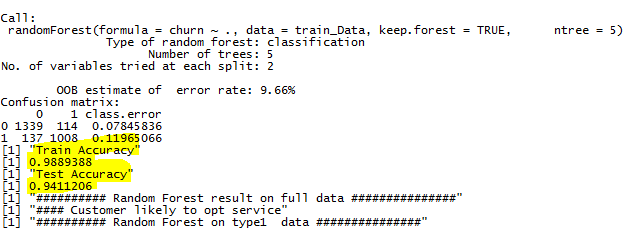 Call:
 randomForest(formula = churn ~ ., data = train_Data, keep.forest = TRUE,      ntree = 5)
               Type of random forest: classification
                     Number of trees: 5
No. of variables tried at each split: 2
        OOB estimate of  error rate: 9.66%
Confusion matrix:
     0    1 class.error
0 1339  114  0.07845836
1  137 1008  0.11965066
[1] "Train Accuracy"
[1] 0.9889388
[1] "Test Accuracy"
[1] 0.9411206
[1] "########## Random Forest result on full data ###############"
[1] "#### Customer likely to opt service"
[1] "########## Random Forest on type1  data ###############"